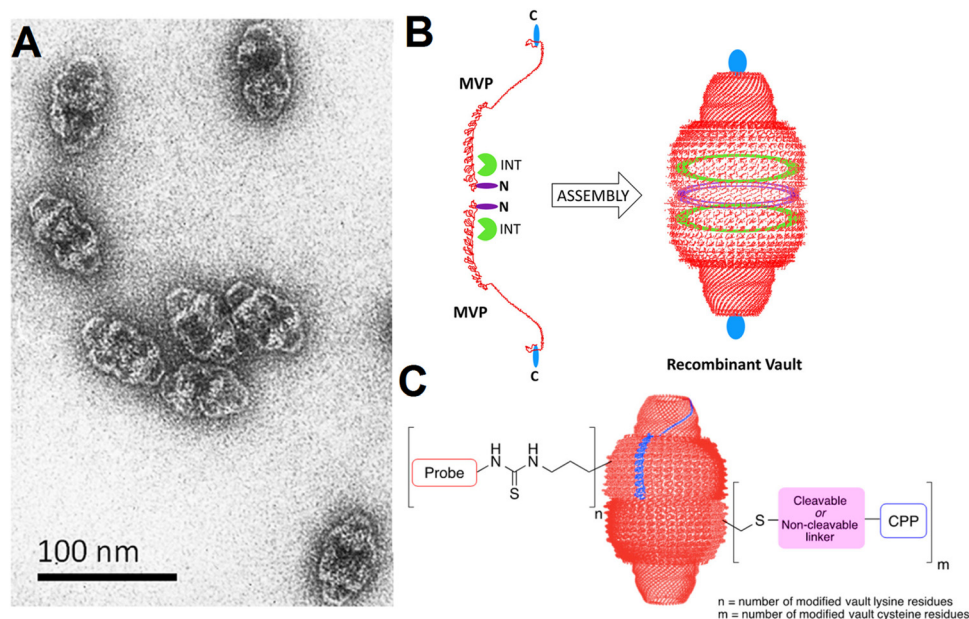 A
100 nm
B
C
MVP
INT
N
N
INT
MVP
C
ASSEMBLY
Recombinant Vault
C
Probe
H
N
S
H
N
n
S
Cleavable
or
Non-cleavable
linker
CPP
m
n = number of modified vault lysine residues
m = number of modified vault cysteine residues